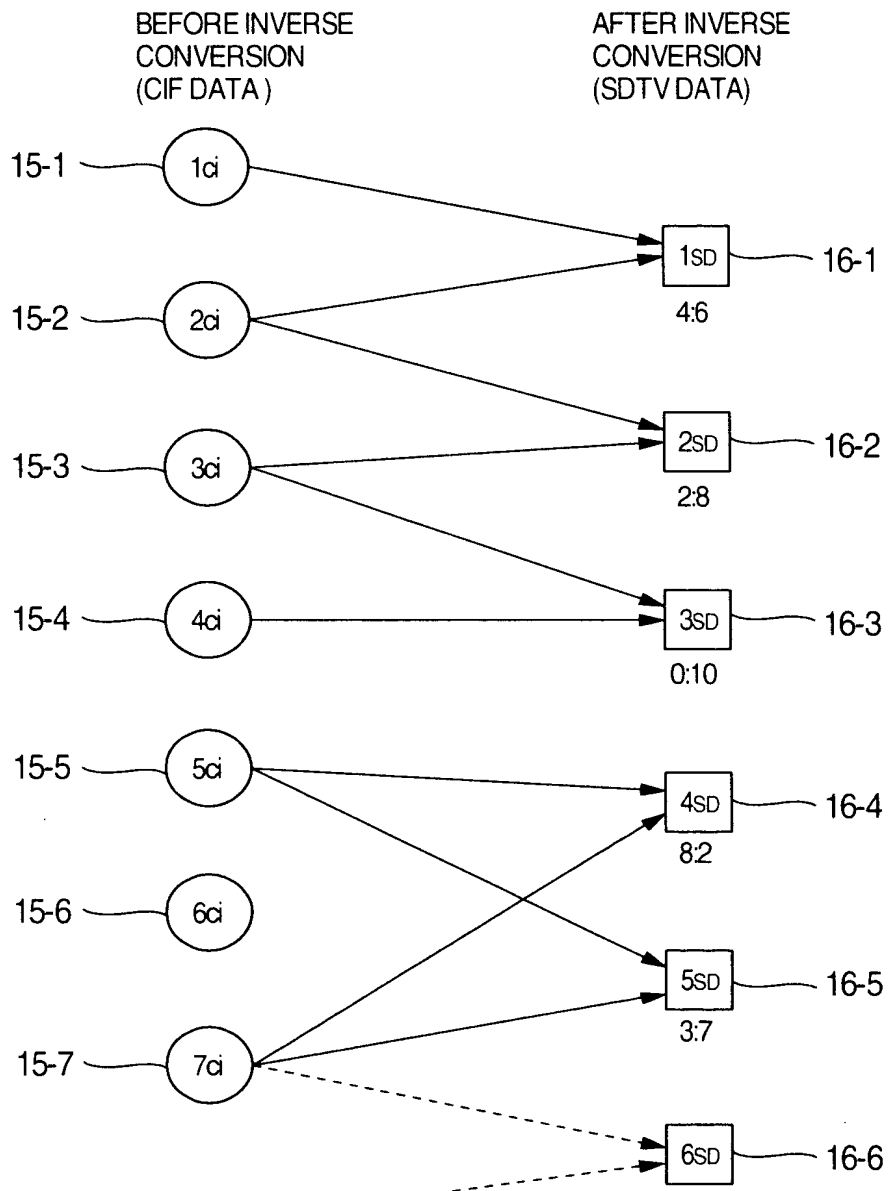 BEFORE INVERSE
CONVERSION
(CIF DATA )
AFTER INVERSE
CONVERSION
(SDTV DATA)
15-1
1ci
1SD
16-1
4:6
15-2
2ci
2SD
16-2
2:8
15-3
3ci
15-4
4ci
3SD
16-3
0:10
15-5
5ci
4SD
16-4
8:2
15-6
6ci
5SD
16-5
3:7
15-7
7ci
6SD
16-6